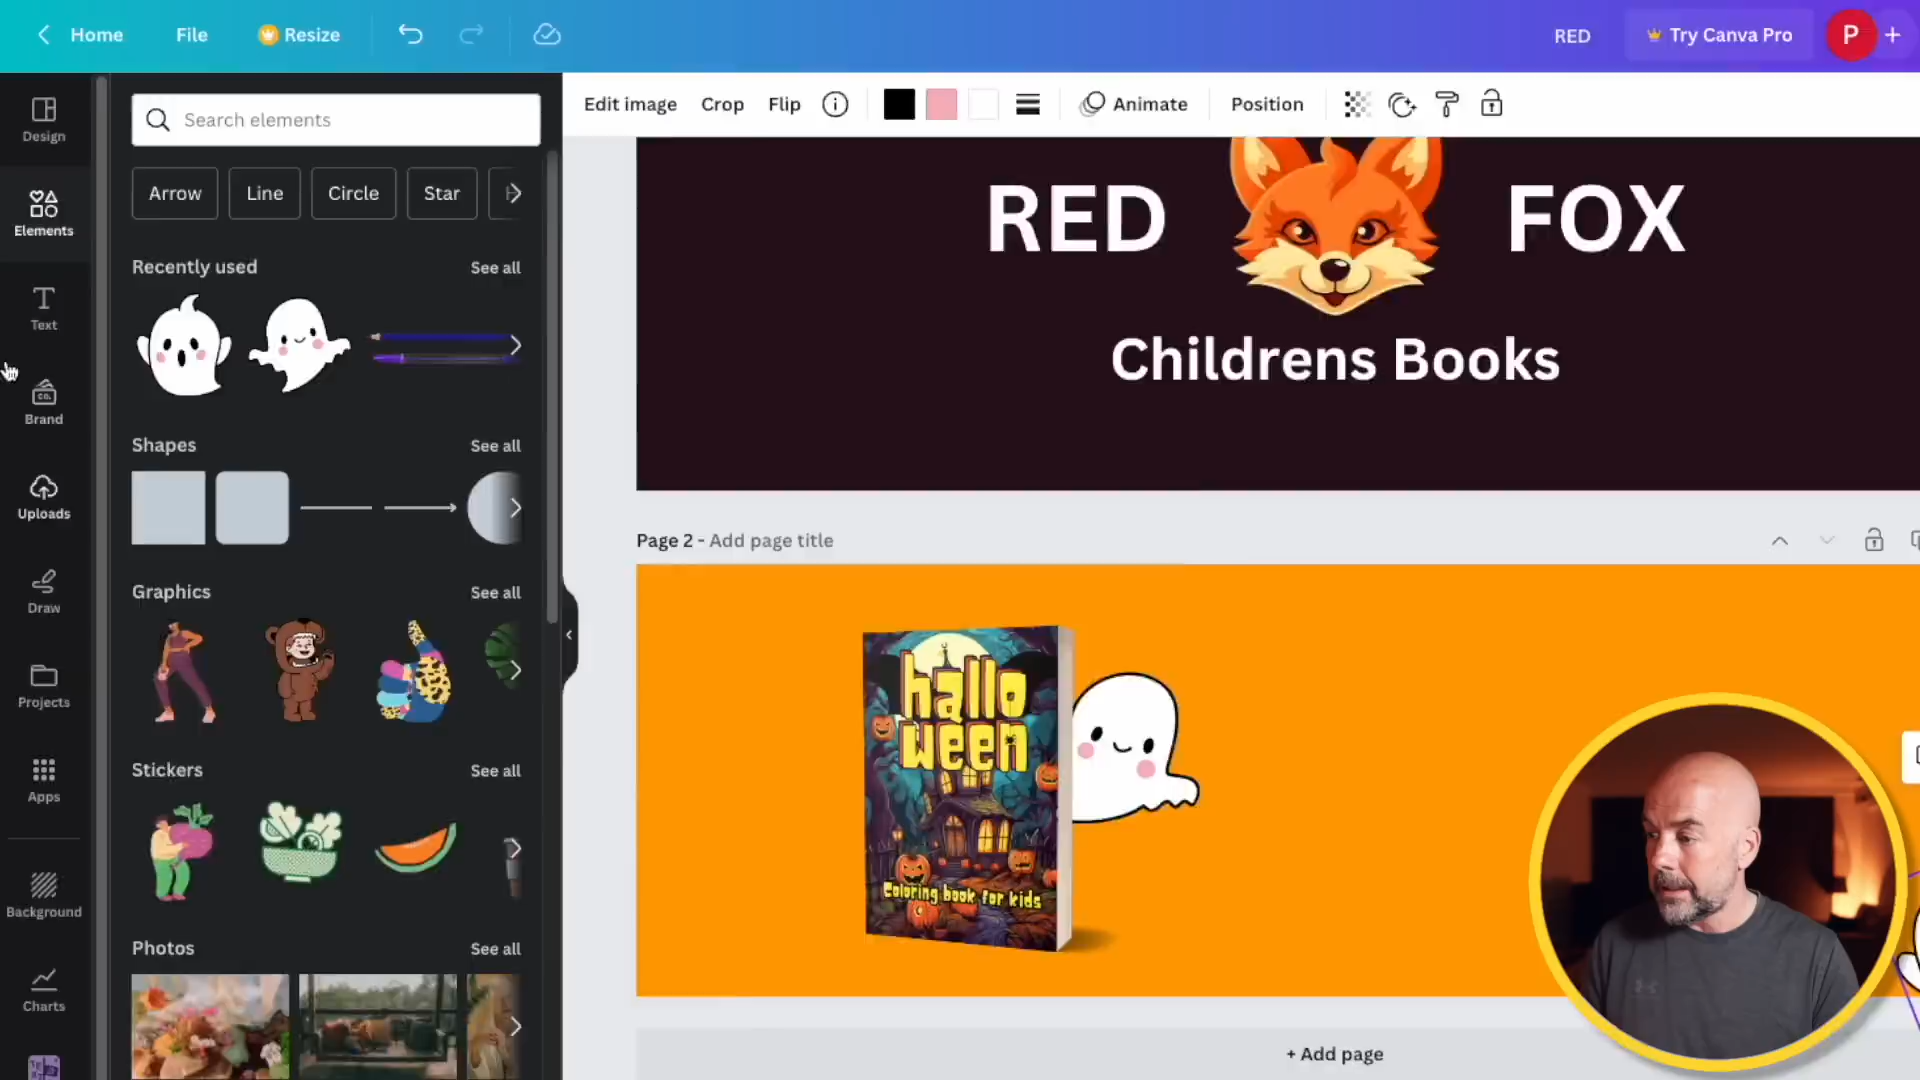 Home File Resize RED Try Canva Pro P +
Design
Elements
Text
Brand
CO.
Uploads
Draw
Projects
Apps
Background
Charts
Search elements
Arrow Line Circle Star
Recently used See all
Shapes See all
Graphics See all
Stickers See all
Photos See all
Edit image Crop Flip Animate Position
RED FOX
Childrens Books
Page 2 - Add page title
hallo
ween
Coloring book for kids
+ Add page